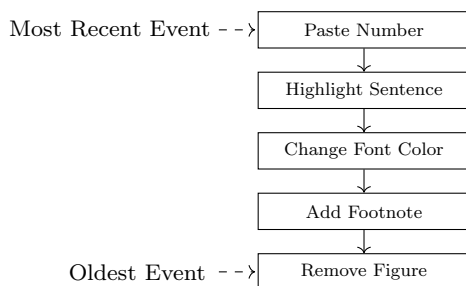 Most Recent Event
Paste Number
Highlight Sentence
Change Font Color
Add Footnote
Oldest Event
Remove Figure